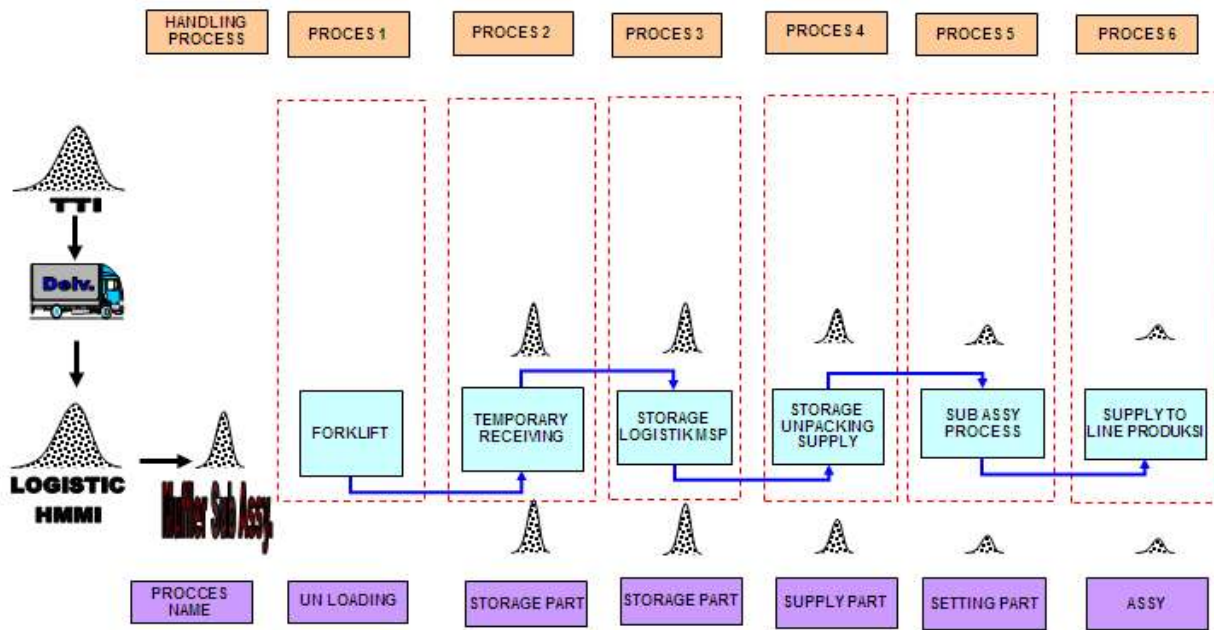 HANDLING
PROCESS
PROCES 1
PROCES 2
PROCES 3
PROCES 4
PROCES 5
PROCES 6
TTI
Delv.
LOGISTIC
HMMI
Muffler Sub Assy.
FORKLIFT
TEMPORARY
RECEIVING
STORAGE
LOGISTIK MSP
STORAGE
UNPACKING
SUPPLY
SUB ASSY
PROCESS
SUPPLY TO
LINE PRODUKSI
PROCCES
NAME
UN LOADING
STORAGE PART
STORAGE PART
SUPPLY PART
SETTING PART
ASSY